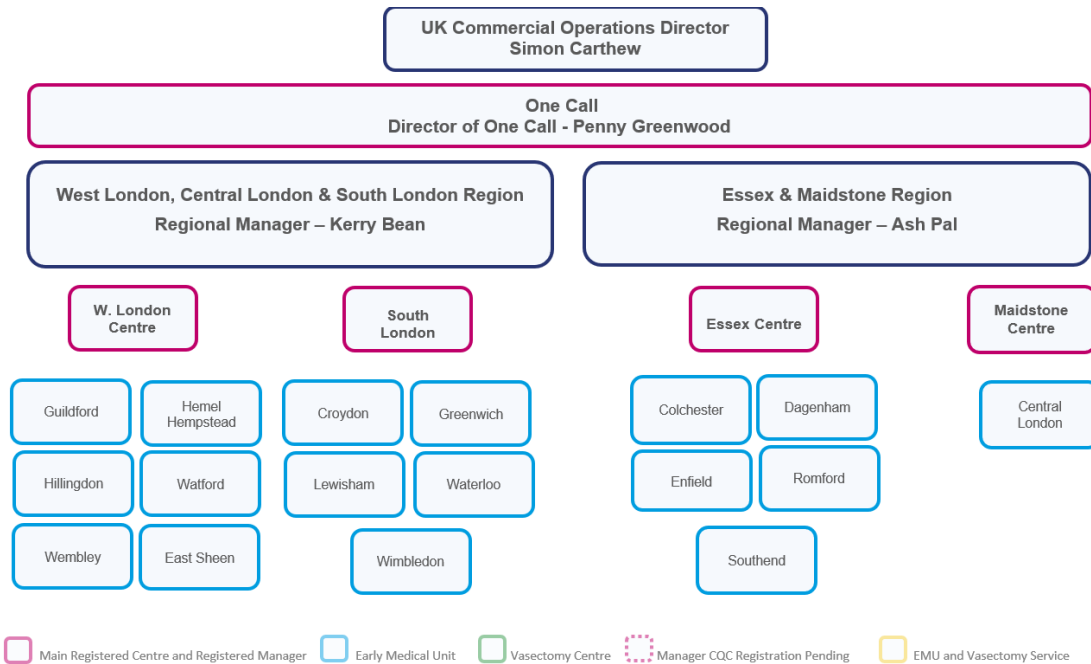 UK Commercial Operations Director
Simon Carthew
One Call
Director of One Call - Penny Greenwood
West London, Central London & South London Region
Regional Manager – Kerry Bean
Essex & Maidstone Region
Regional Manager – Ash Pal
W. London
Centre
South
London
Essex Centre
Maidstone
Centre
Guildford
Hemel
Hempstead
Croydon
Greenwich
Colchester
Dagenham
Central
London
Hillingdon
Watford
Lewisham
Waterloo
Enfield
Romford
Wembley
East Sheen
Wimbledon
Southend
Main Registered Centre and Registered Manager
Early Medical Unit
Vasectomy Centre
Manager CQC Registration Pending
EMU and Vasectomy Service